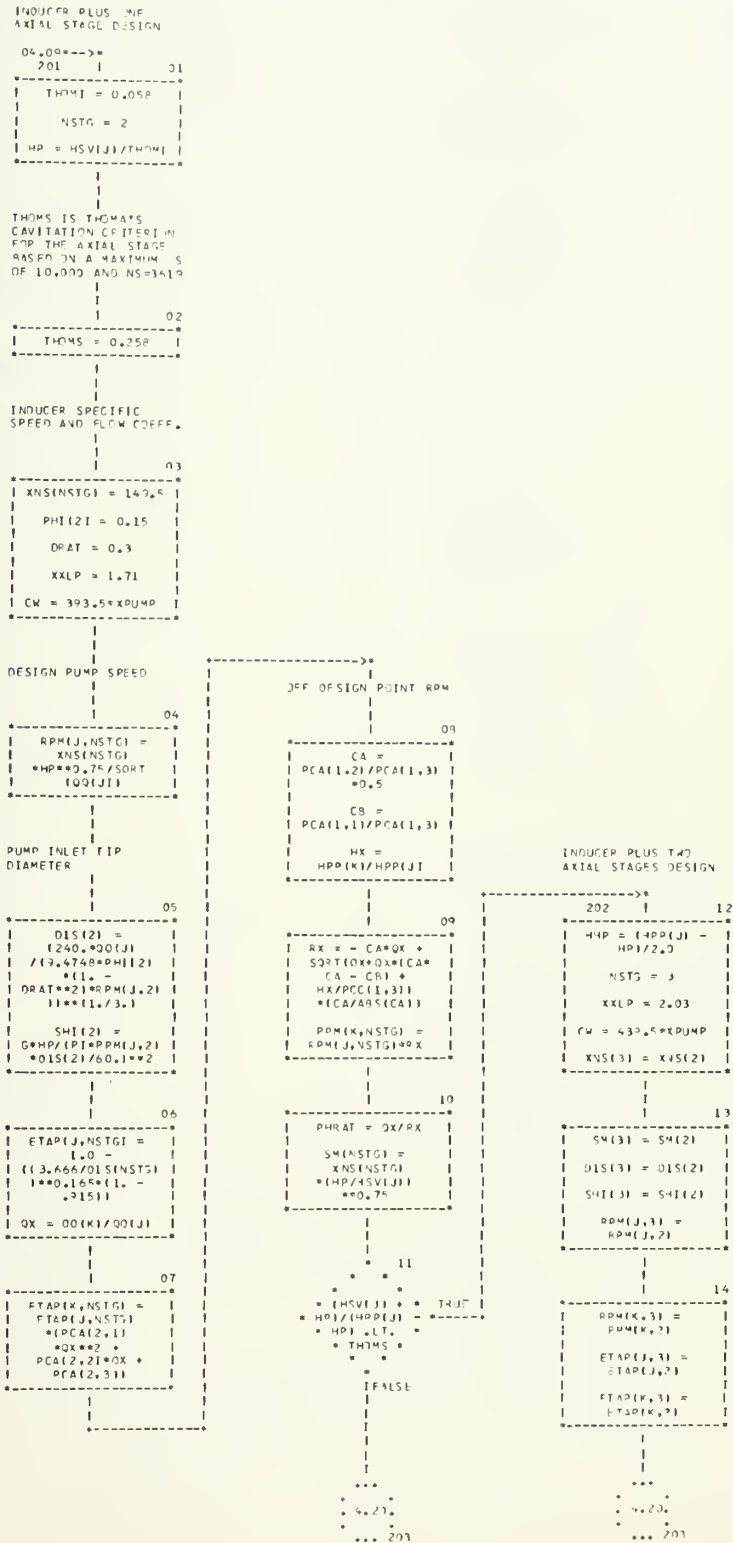 INDUCER PLUS ONE
AXIAL STAGE DESIGN
04.09*-->*
201
01
THOMI = 0.058
NSTG = 2
HP = HSV(J)/THOMI
THOMS IS THOMA'S
CAVITATION CRITERION
FOR THE AXIAL STAGE
BASED ON A MAXIMUM S
OF 10,000 AND NS=3619
02
THOMS = 0.258
INDUCER SPECIFIC
SPEED AND FLOW COEFF.
03
XNS(NSTG) = 149.5
PHI(2) = 0.15
DRAT = 0.3
XXLP = 1.71
CW = 393.5*XPUMP
DESIGN PUMP SPEED
04
RPM(J,NSTG) =
XNS(NSTG)
*HP**0.75/SQRT
(QQ(J))
PUMP INLET TIP
DIAMETER
05
DIS(2) =
(240.*QQ(J)
/(9.4748*PHI(2)
*(1. -
DRAT**2)*RPM(J,2)
))**(1./3.)
SHI(2) =
G*HP/(PI*RPM(J,2)
*DIS(2)/60.)**2
06
ETAP(J,NSTG) =
1.0 -
((3.666/DIS(NSTG)
)**0.165*(1. -
.915))
QX = QQ(K)/QQ(J)
07
ETAP(K,NSTG) =
ETAP(J,NSTG)
*(PCA(2,1)
*QX**2 +
PCA(2,2)*QX +
PCA(2,3))
OFF DESIGN POINT RPM
08
CA =
PCA(1,2)/PCA(1,3)
*0.5
CB =
PCA(1,1)/PCA(1,3)
HX =
HPP(K)/HPP(J)
09
RX = - CA*QX +
SQRT(QX*QX*(CA*
CA - CB) +
HX/PCC(1,3))
*(CA/ABS(CA))
RPM(K,NSTG) =
RPM(J,NSTG)*RX
10
PHRAT = QX/RX
SM(NSTG) =
XNS(NSTG)
*(HP/HSV(J))
**0.75
11
(HSV(J) +
HP)/(HPP(J) -
HP) .LT.
THOMS
TRUE
FALSE
4.20.
... 203
INDUCER PLUS TWO
AXIAL STAGES DESIGN
202
12
HMP = (HPP(J) -
HP)/2.0
NSTG = 3
XXLP = 2.03
CW = 439.5*XPUMP
XNS(3) = XNS(2)
13
SM(3) = SM(2)
DIS(3) = DIS(2)
SHI(3) = SHI(2)
RPM(J,3) =
RPM(J,2)
14
RPM(K,3) =
RPM(K,2)
ETAP(J,3) =
ETAP(J,2)
ETAP(K,3) =
ETAP(K,2)
4.20.
... 203